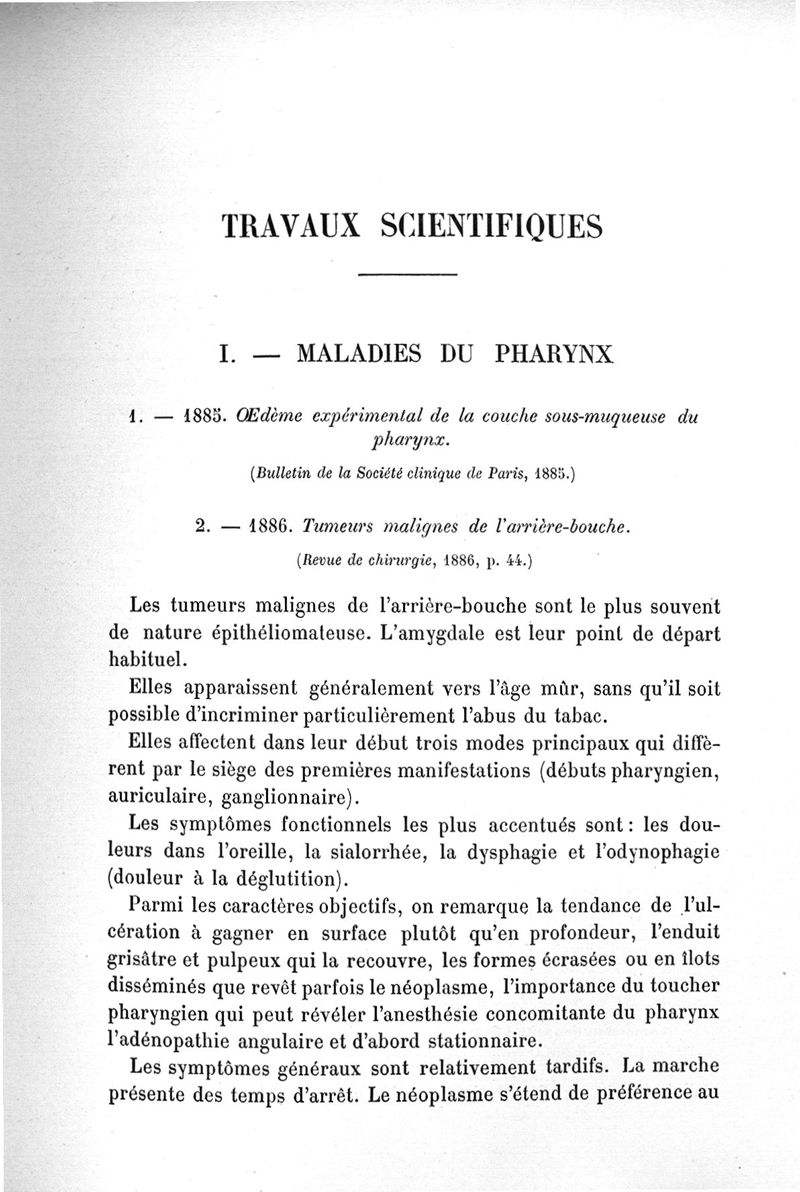 TRAVAUX SCIENTIFIQUES
I. — MALADIES DU PHARYNX
1. — 1885. Œdème expérimental de la couche sous-muqueuse du
pharynx.
(Bulletin de la Société clinique de Paris, 1885.)
2. — 1886. Tumeurs malignes de l'arrière-bouche.
(Revue de chirurgie, 1886, p. 44.)
Les tumeurs malignes de l'arrière-bouche sont le plus souvent
de nature épithéliomateuse. L'amygdale est leur point de départ
habituel.
Elles apparaissent généralement vers l'âge mûr, sans qu'il soit
possible d'incriminer particulièrement l'abus du tabac.
Elles affectent dans leur début trois modes principaux qui diffè-
rent par le siège des premières manifestations (débuts pharyngien,
auriculaire, ganglionnaire).
Les symptômes fonctionnels les plus accentués sont : les dou-
leurs dans l'oreille, la sialorrhée, la dysphagie et l'odynophagie
(douleur à la déglutition).
Parmi les caractères objectifs, on remarque la tendance de l'ul-
cération à gagner en surface plutôt qu'en profondeur, l'enduit
grisâtre et pulpeux qui la recouvre, les formes écrasées ou en îlots
disséminés que revêt parfois le néoplasme, l'importance du toucher
pharyngien qui peut révéler l'anesthésie concomitante du pharynx
l'adénopathie angulaire et d'abord stationnaire.
Les symptômes généraux sont relativement tardifs. La marche
présente des temps d'arrêt. Le néoplasme s'étend de préférence au